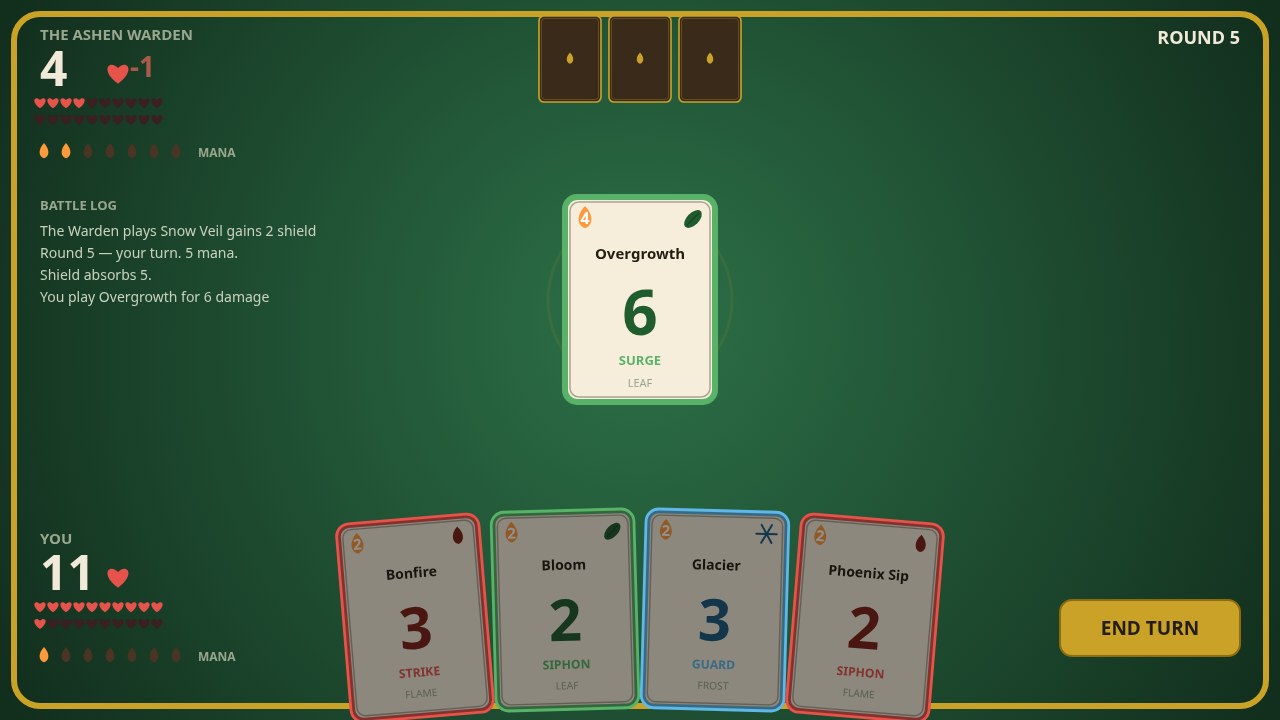 THE ASHEN WARDEN
4
-1
MANA
ROUND 5
BATTLE LOG
The Warden plays Snow Veil gains 2 shield
Round 5 — your turn. 5 mana.
Shield absorbs 5.
You play Overgrowth for 6 damage
4
Overgrowth
6
SURGE
LEAF
YOU
11
MANA
2
Bonfire
3
STRIKE
FLAME
2
Bloom
2
SIPHON
LEAF
2
Glacier
3
GUARD
FROST
2
Phoenix Sip
2
SIPHON
FLAME
END TURN